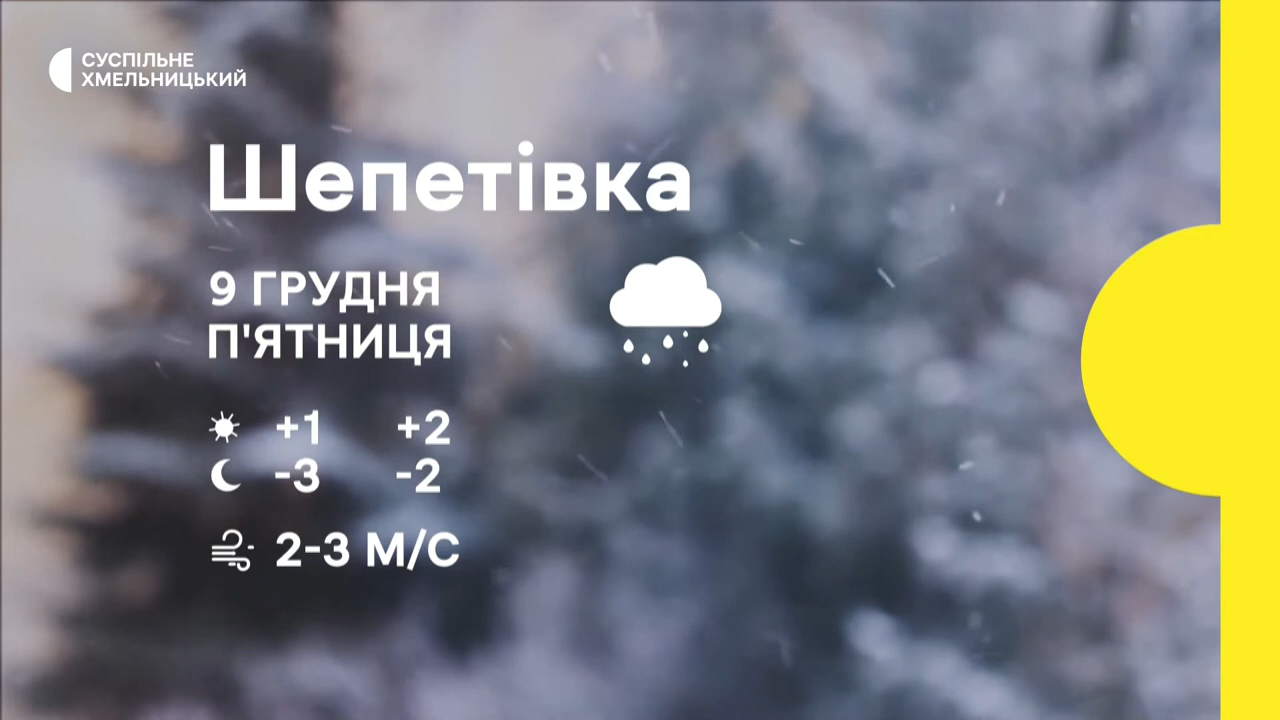 СУСПІЛЬНЕ
ХМЕЛЬНИЦЬКИЙ
Шепетівка
9 ГРУДНЯ
П'ЯТНИЦЯ
+1 +2
-3 -2
2-3 М/С